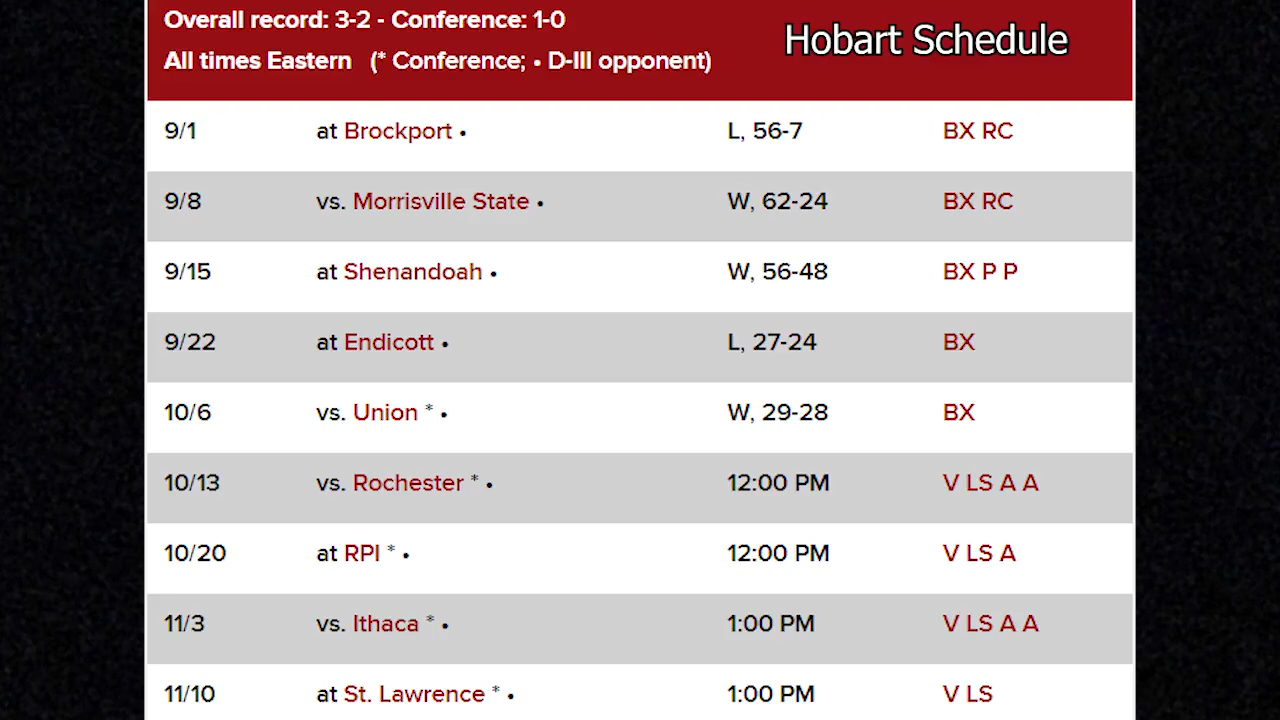 Overall record: 3-2 - Conference: 1-0
Hobart Schedule
All times Eastern (* Conference; • D-III opponent)
9/1 at Brockport • L, 56-7 BX RC
9/8 vs. Morrisville State • W, 62-24 BX RC
9/15 at Shenandoah • W, 56-48 BX P P
9/22 at Endicott • L, 27-24 BX
10/6 vs. Union * • W, 29-28 BX
10/13 vs. Rochester * • 12:00 PM V LS A A
10/20 at RPI * • 12:00 PM V LS A
11/3 vs. Ithaca * • 1:00 PM V LS A A
11/10 at St. Lawrence * • 1:00 PM V LS